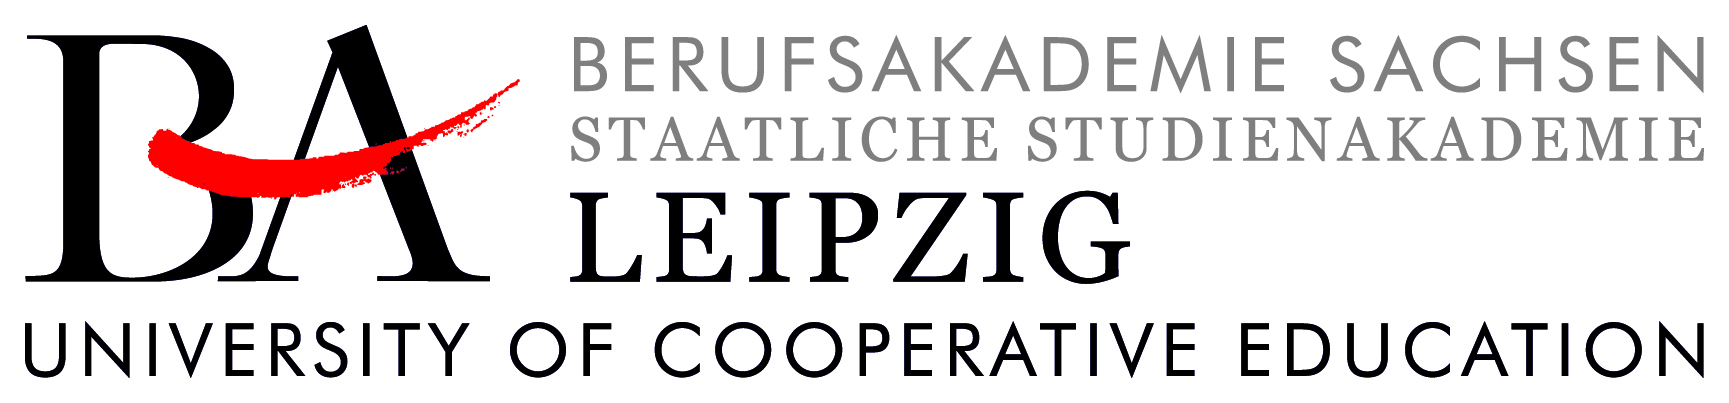 BA
BERUFSAKADEMIE SACHSEN
STAATLICHE STUDIENAKADEMIE
LEIPZIG
UNIVERSITY OF COOPERATIVE EDUCATION